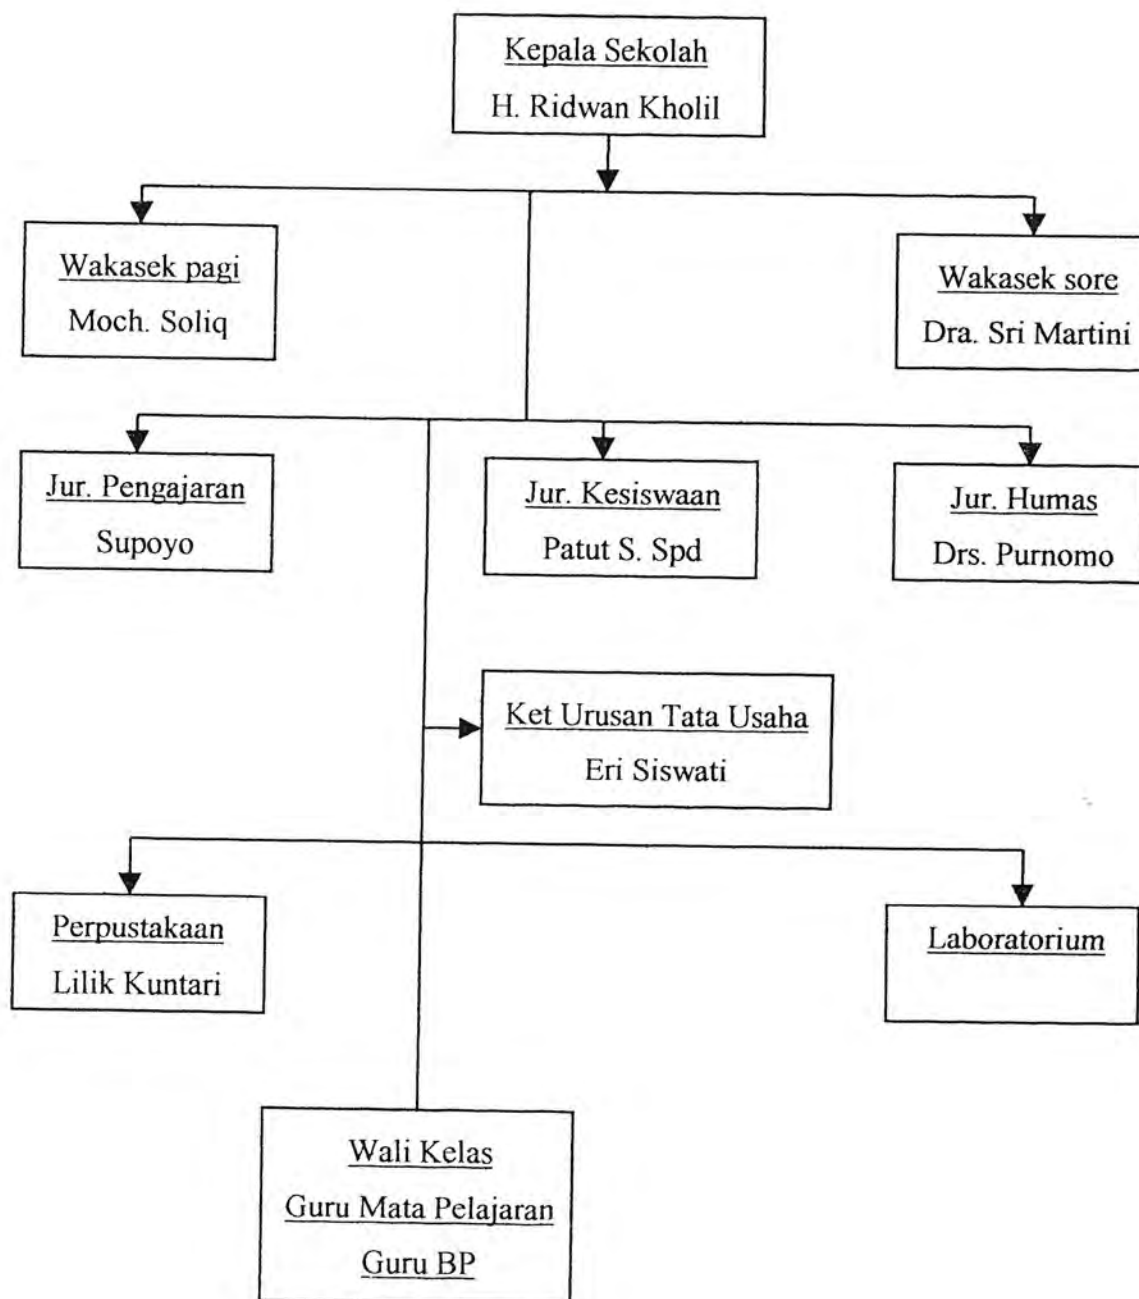 Kepala Sekolah
H. Ridwan Kholil
Wakasek pagi
Moch. Soliq
Wakasek sore
Dra. Sri Martini
Jur. Pengajaran
Supoyo
Jur. Kesiswaan
Patut S. Spd
Jur. Humas
Drs. Purnomo
Ket Urusan Tata Usaha
Eri Siswati
Perpustakaan
Lilik Kuntari
Laboratorium
Wali Kelas
Guru Mata Pelajaran
Guru BP